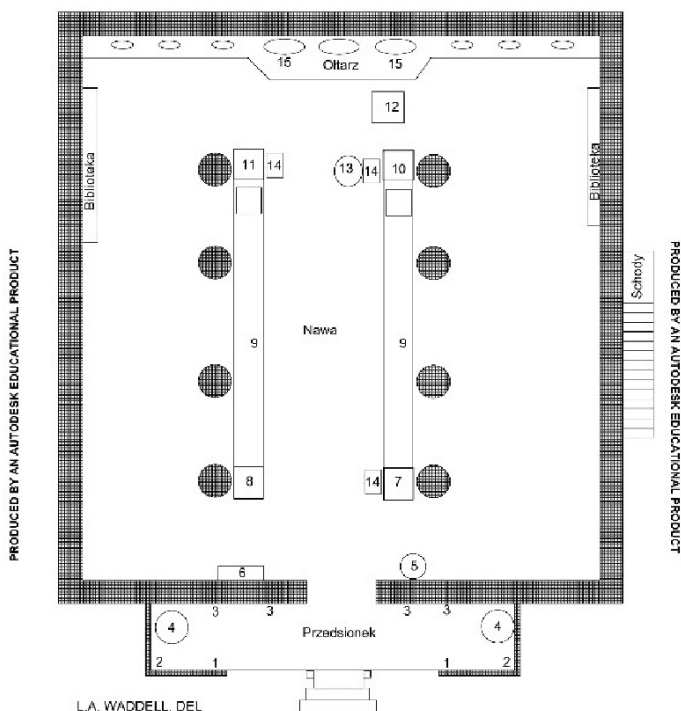 15 Ołtarz 15
12
Biblioteka
11 14
13 14 10
Biblioteka
Schody
PRODUCED BY AN AUTODESK EDUCATIONAL PRODUCT
PRODUCED BY AN AUTODESK EDUCATIONAL PRODUCT
9 Nawa 9
8
14 7
6
5
3 3 3 3
4 Przedsionek 4
2 1 1 2
L.A. WADDELL, DEL